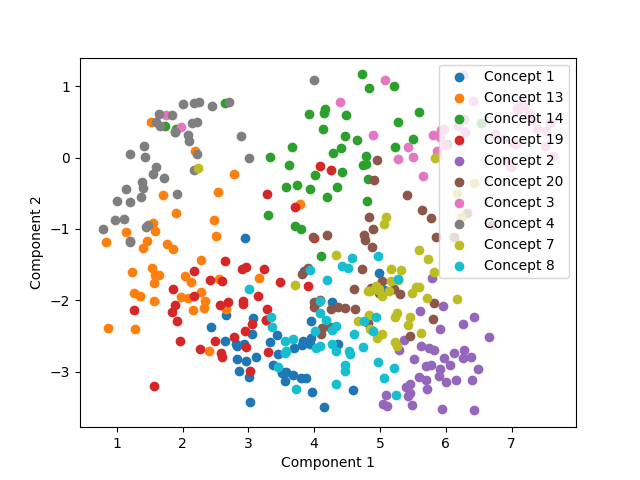 Concept 1
Concept 13
Concept 14
Concept 19
Concept 2
Concept 20
Concept 3
Concept 4
Concept 7
Concept 8
1
0
−1
−2
−3
Component 2
1 2 3 4 5 6 7
Component 1